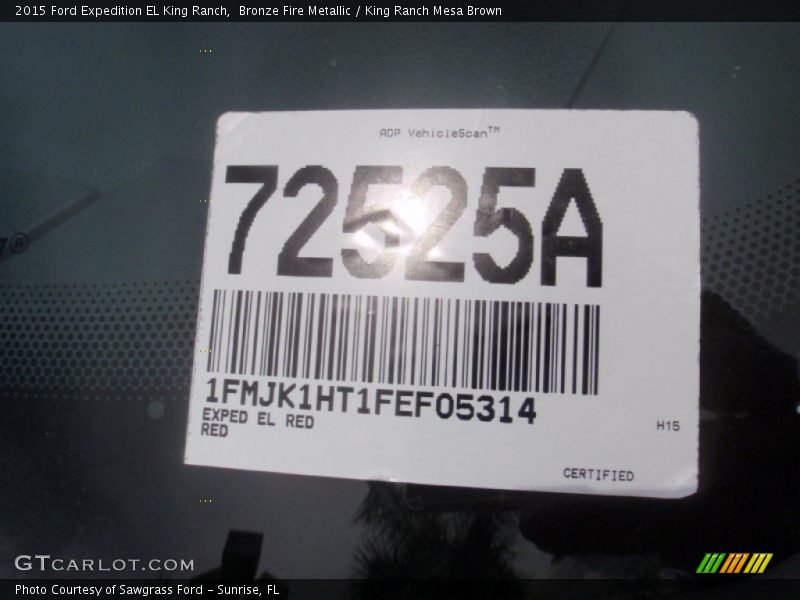 2015 Ford Expedition EL King Ranch, Bronze Fire Metallic / King Ranch Mesa Brown
ADP VehicleScan™
72525A
1FMJK1HT1FEF05314
EXPED EL RED
RED
H15
CERTIFIED
GTCARLOT.COM
Photo Courtesy of Sawgrass Ford - Sunrise, FL